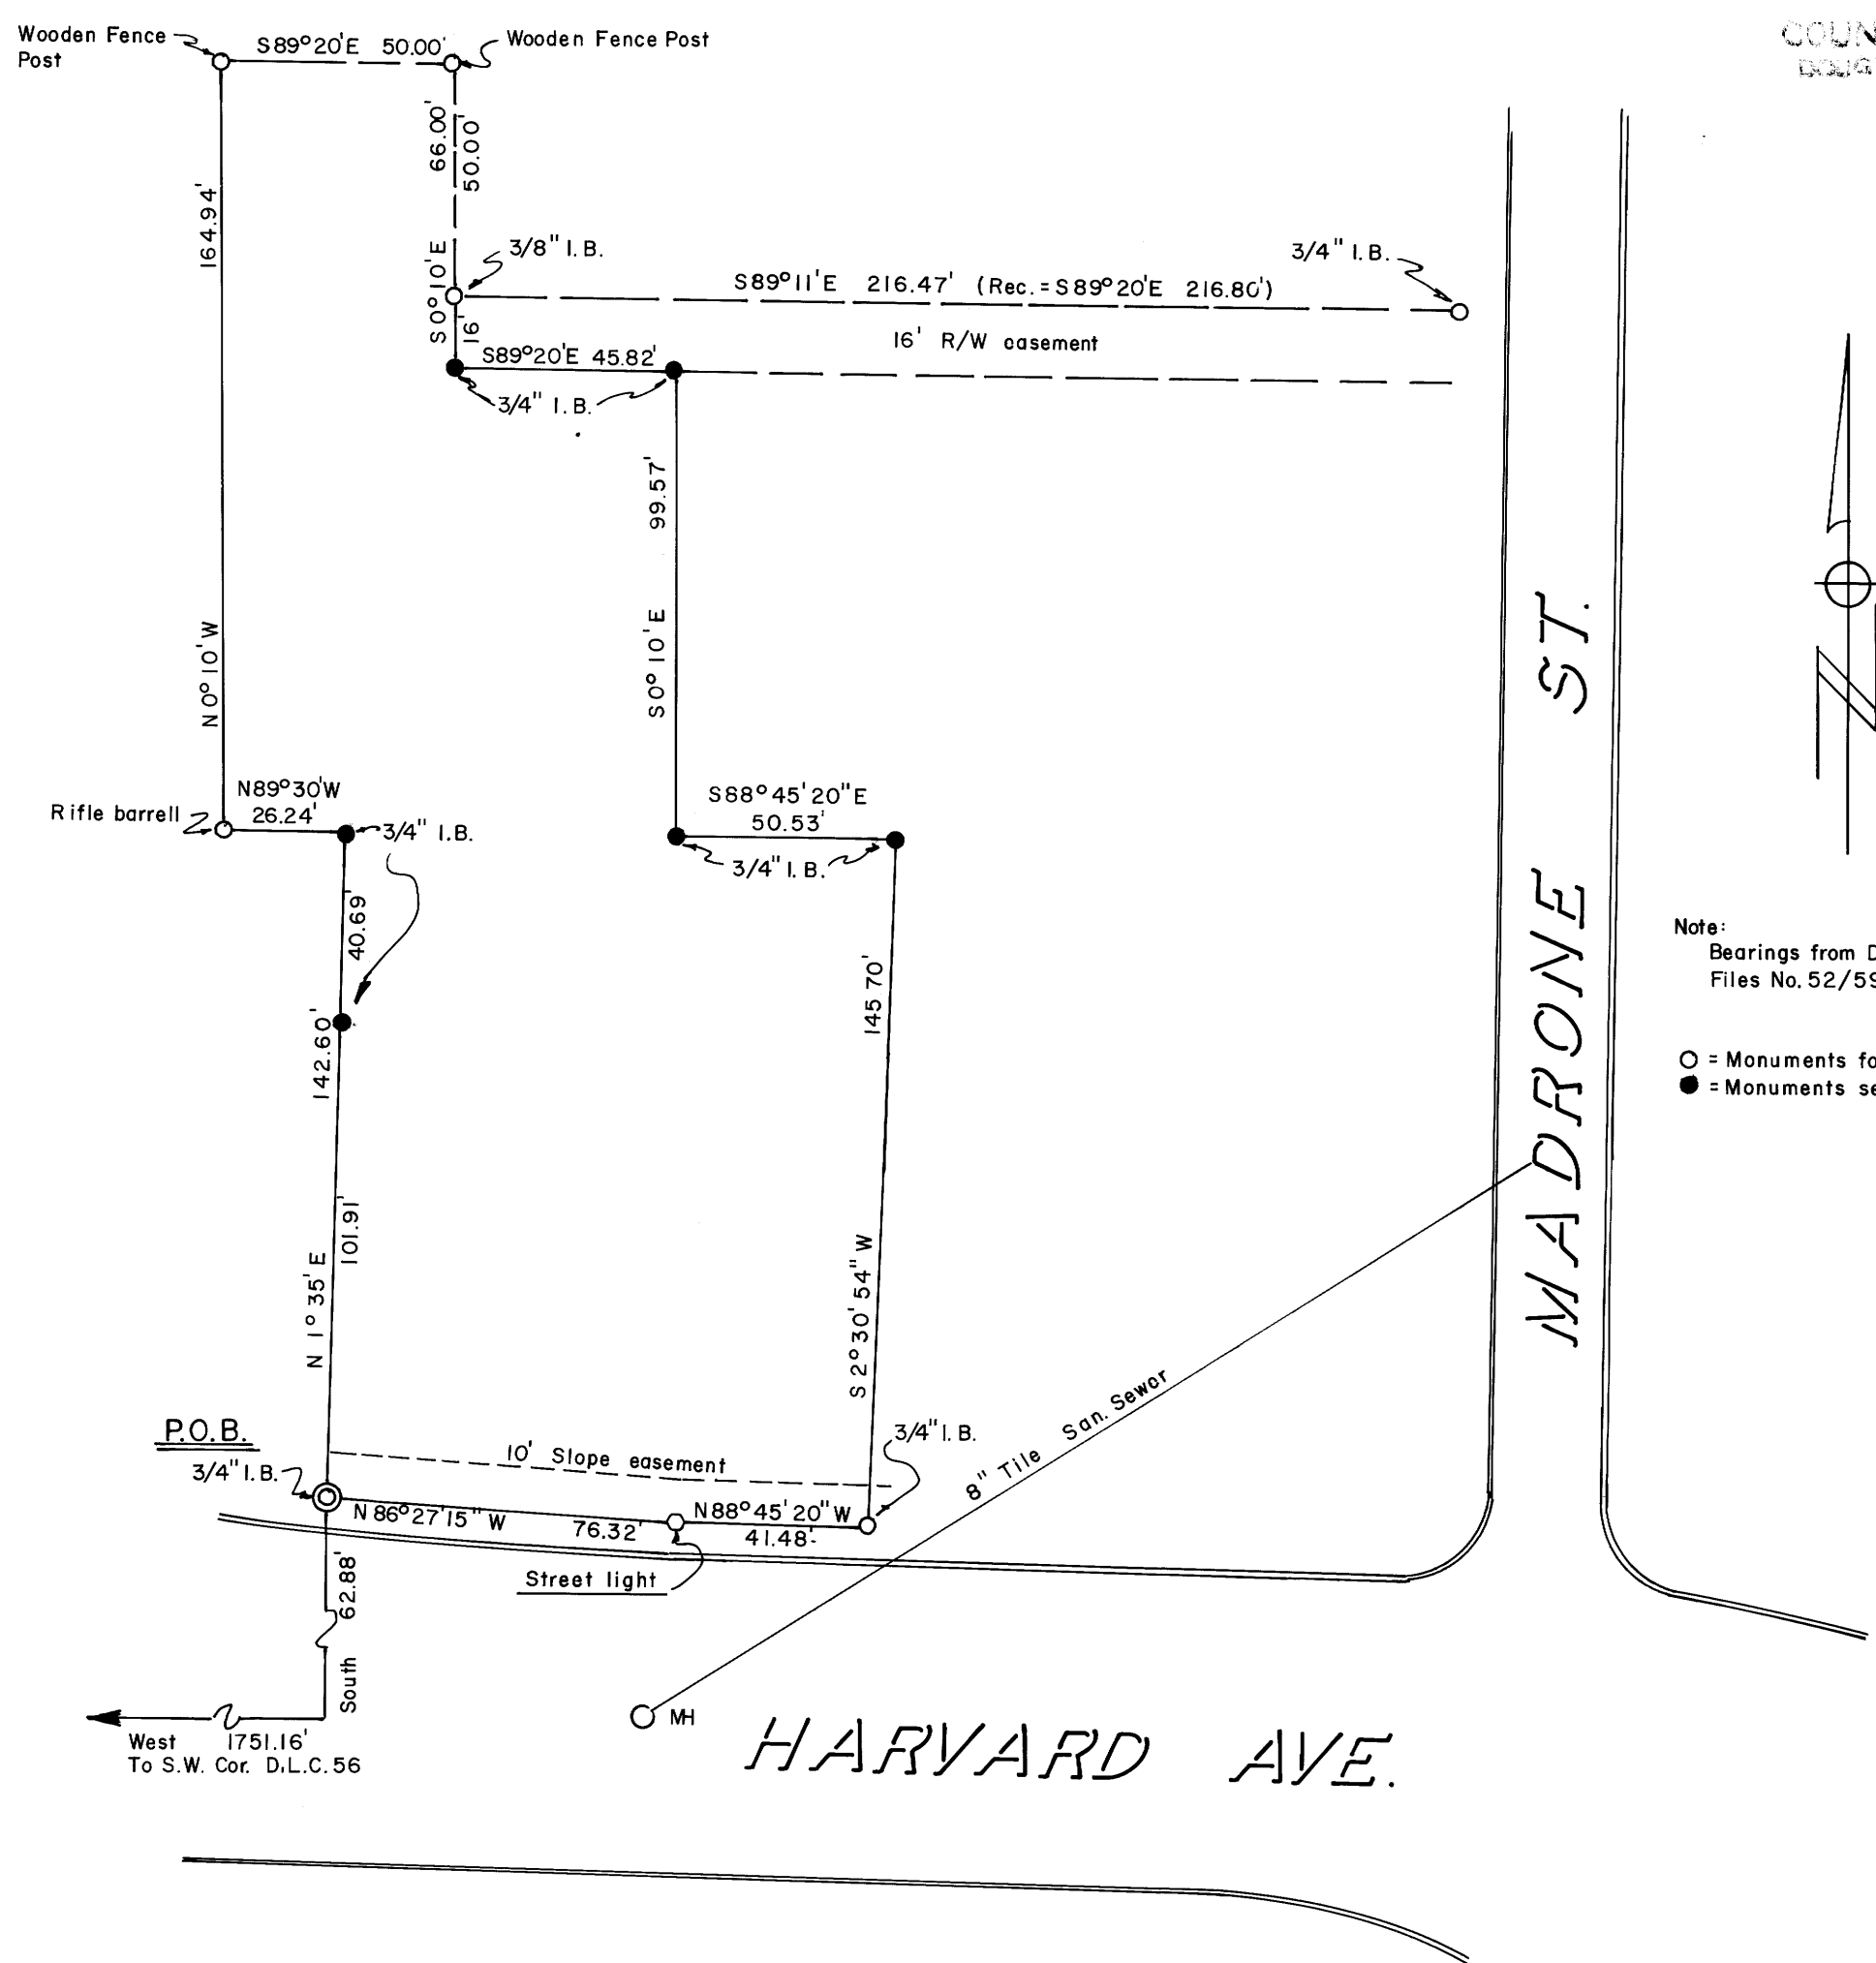 Wooden Fence
Post
S89°20'E 50.00'
Wooden Fence Post
66.00'
50.00'
164.94'
S0°10'E
16'
3/8" I.B.
3/4" I.B.
S89°11'E 216.47' (Rec.=S89°20'E 216.80')
16' R/W easement
S89°20'E 45.82'
3/4" I.B.
99.57'
S0°10'E
N0°10'W
N89°30'W
26.24'
Rifle barrell
3/4" I.B.
S88°45'20"E
50.53'
3/4" I.B.
40.69'
142.60'
101.91'
N 1°35'E
145 70'
S 2°30'54" W
MADRONE ST.
Note:
Bearings from D
Files No. 52/59
= Monuments fo
= Monuments se
P.O.B.
3/4" I.B.
10' Slope easement
3/4" I.B.
8" Tile San. Sewer
N 86°27'15" W 76.32'
N88°45'20" W
41.48'
Street light
62.88'
South
West 1751.16'
To S.W. Cor. D.L.C. 56
MH
HARVARD AVE.
N
COUN
DOUG